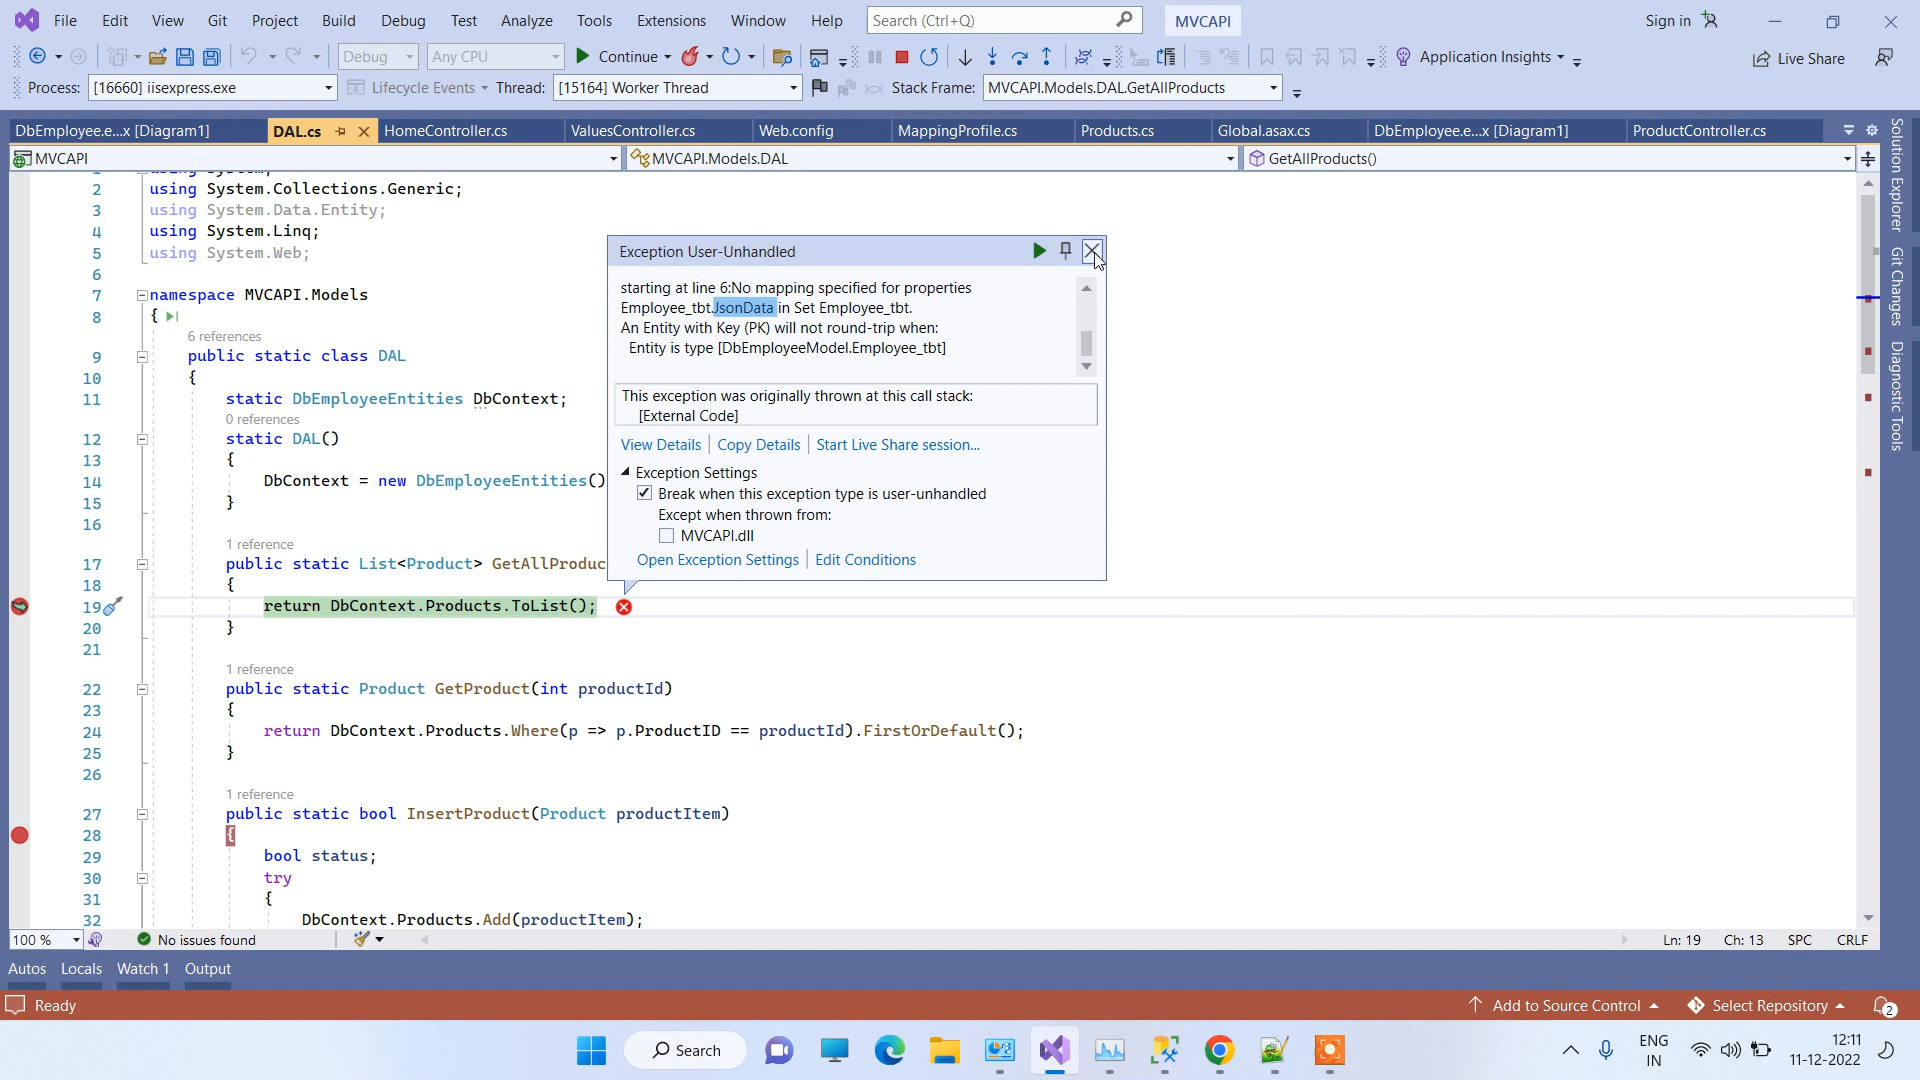 File Edit View Git Project Build Debug Test Analyze Tools Extensions Window Help Search (Ctrl+Q) MVCAPI Sign in
Debug Any CPU Continue Application Insights Live Share
Process: [16660] iisexpress.exe Lifecycle Events Thread: [15164] Worker Thread Stack Frame: MVCAPI.Models.DAL.GetAllProducts
DbEmployee.e...x [Diagram1] DAL.cs HomeController.cs ValuesController.cs Web.config MappingProfile.cs Products.cs Global.asax.cs DbEmployee.e...x [Diagram1] ProductController.cs
MVCAPI MVCAPI.Models.DAL GetAllProducts()
Solution Explorer
Git Changes
Diagnostic Tools
2 using System.Collections.Generic;
3 using System.Data.Entity;
4 using System.Linq;
5 using System.Web;
6
7 namespace MVCAPI.Models
8 {
6 references
9 public static class DAL
10 {
11 static DbEmployeeEntities DbContext;
0 references
12 static DAL()
13 {
14 DbContext = new DbEmployeeEntities()
15 }
16
1 reference
17 public static List<Product> GetAllProduc
18 {
19 return DbContext.Products.ToList();
20 }
21
1 reference
22 public static Product GetProduct(int productId)
23 {
24 return DbContext.Products.Where(p => p.ProductID == productId).FirstOrDefault();
25 }
26
1 reference
27 public static bool InsertProduct(Product productItem)
28 {
29 bool status;
30 try
31 {
32 DbContext.Products.Add(productItem);
Exception User-Unhandled
starting at line 6:No mapping specified for properties
Employee_tbt.JsonData in Set Employee_tbt.
An Entity with Key (PK) will not round-trip when:
Entity is type [DbEmployeeModel.Employee_tbt]
This exception was originally thrown at this call stack:
[External Code]
View Details Copy Details Start Live Share session...
Exception Settings
Break when this exception type is user-unhandled
Except when thrown from:
MVCAPI.dll
Open Exception Settings Edit Conditions
100 % No issues found Ln: 19 Ch: 13 SPC CRLF
Autos Locals Watch 1 Output
Ready Add to Source Control Select Repository 2
Search ENG IN 12:11 11-12-2022